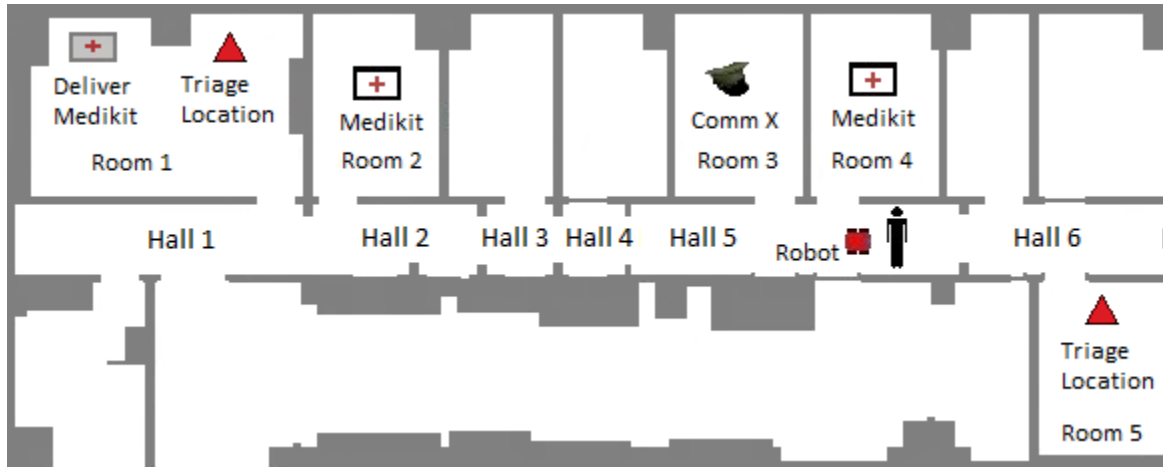 Deliver
Medikit
Triage
Location
Room 1
Medikit
Room 2
Comm X
Room 3
Medikit
Room 4
Hall 1
Hall 2
Hall 3
Hall 4
Hall 5
Robot
Hall 6
Triage
Location
Room 5